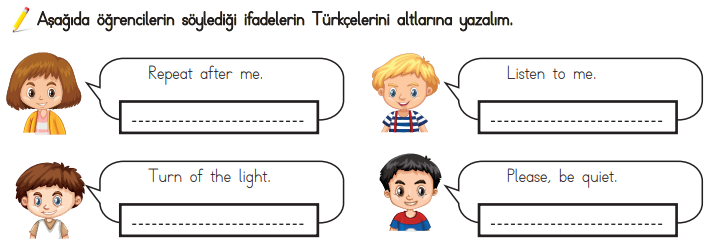 Aşağıda öğrencilerin söylediği ifadelerin Türkçelerini altlarına yazalım.
Repeat after me.
Listen to me.
Turn of the light.
Please, be quiet.